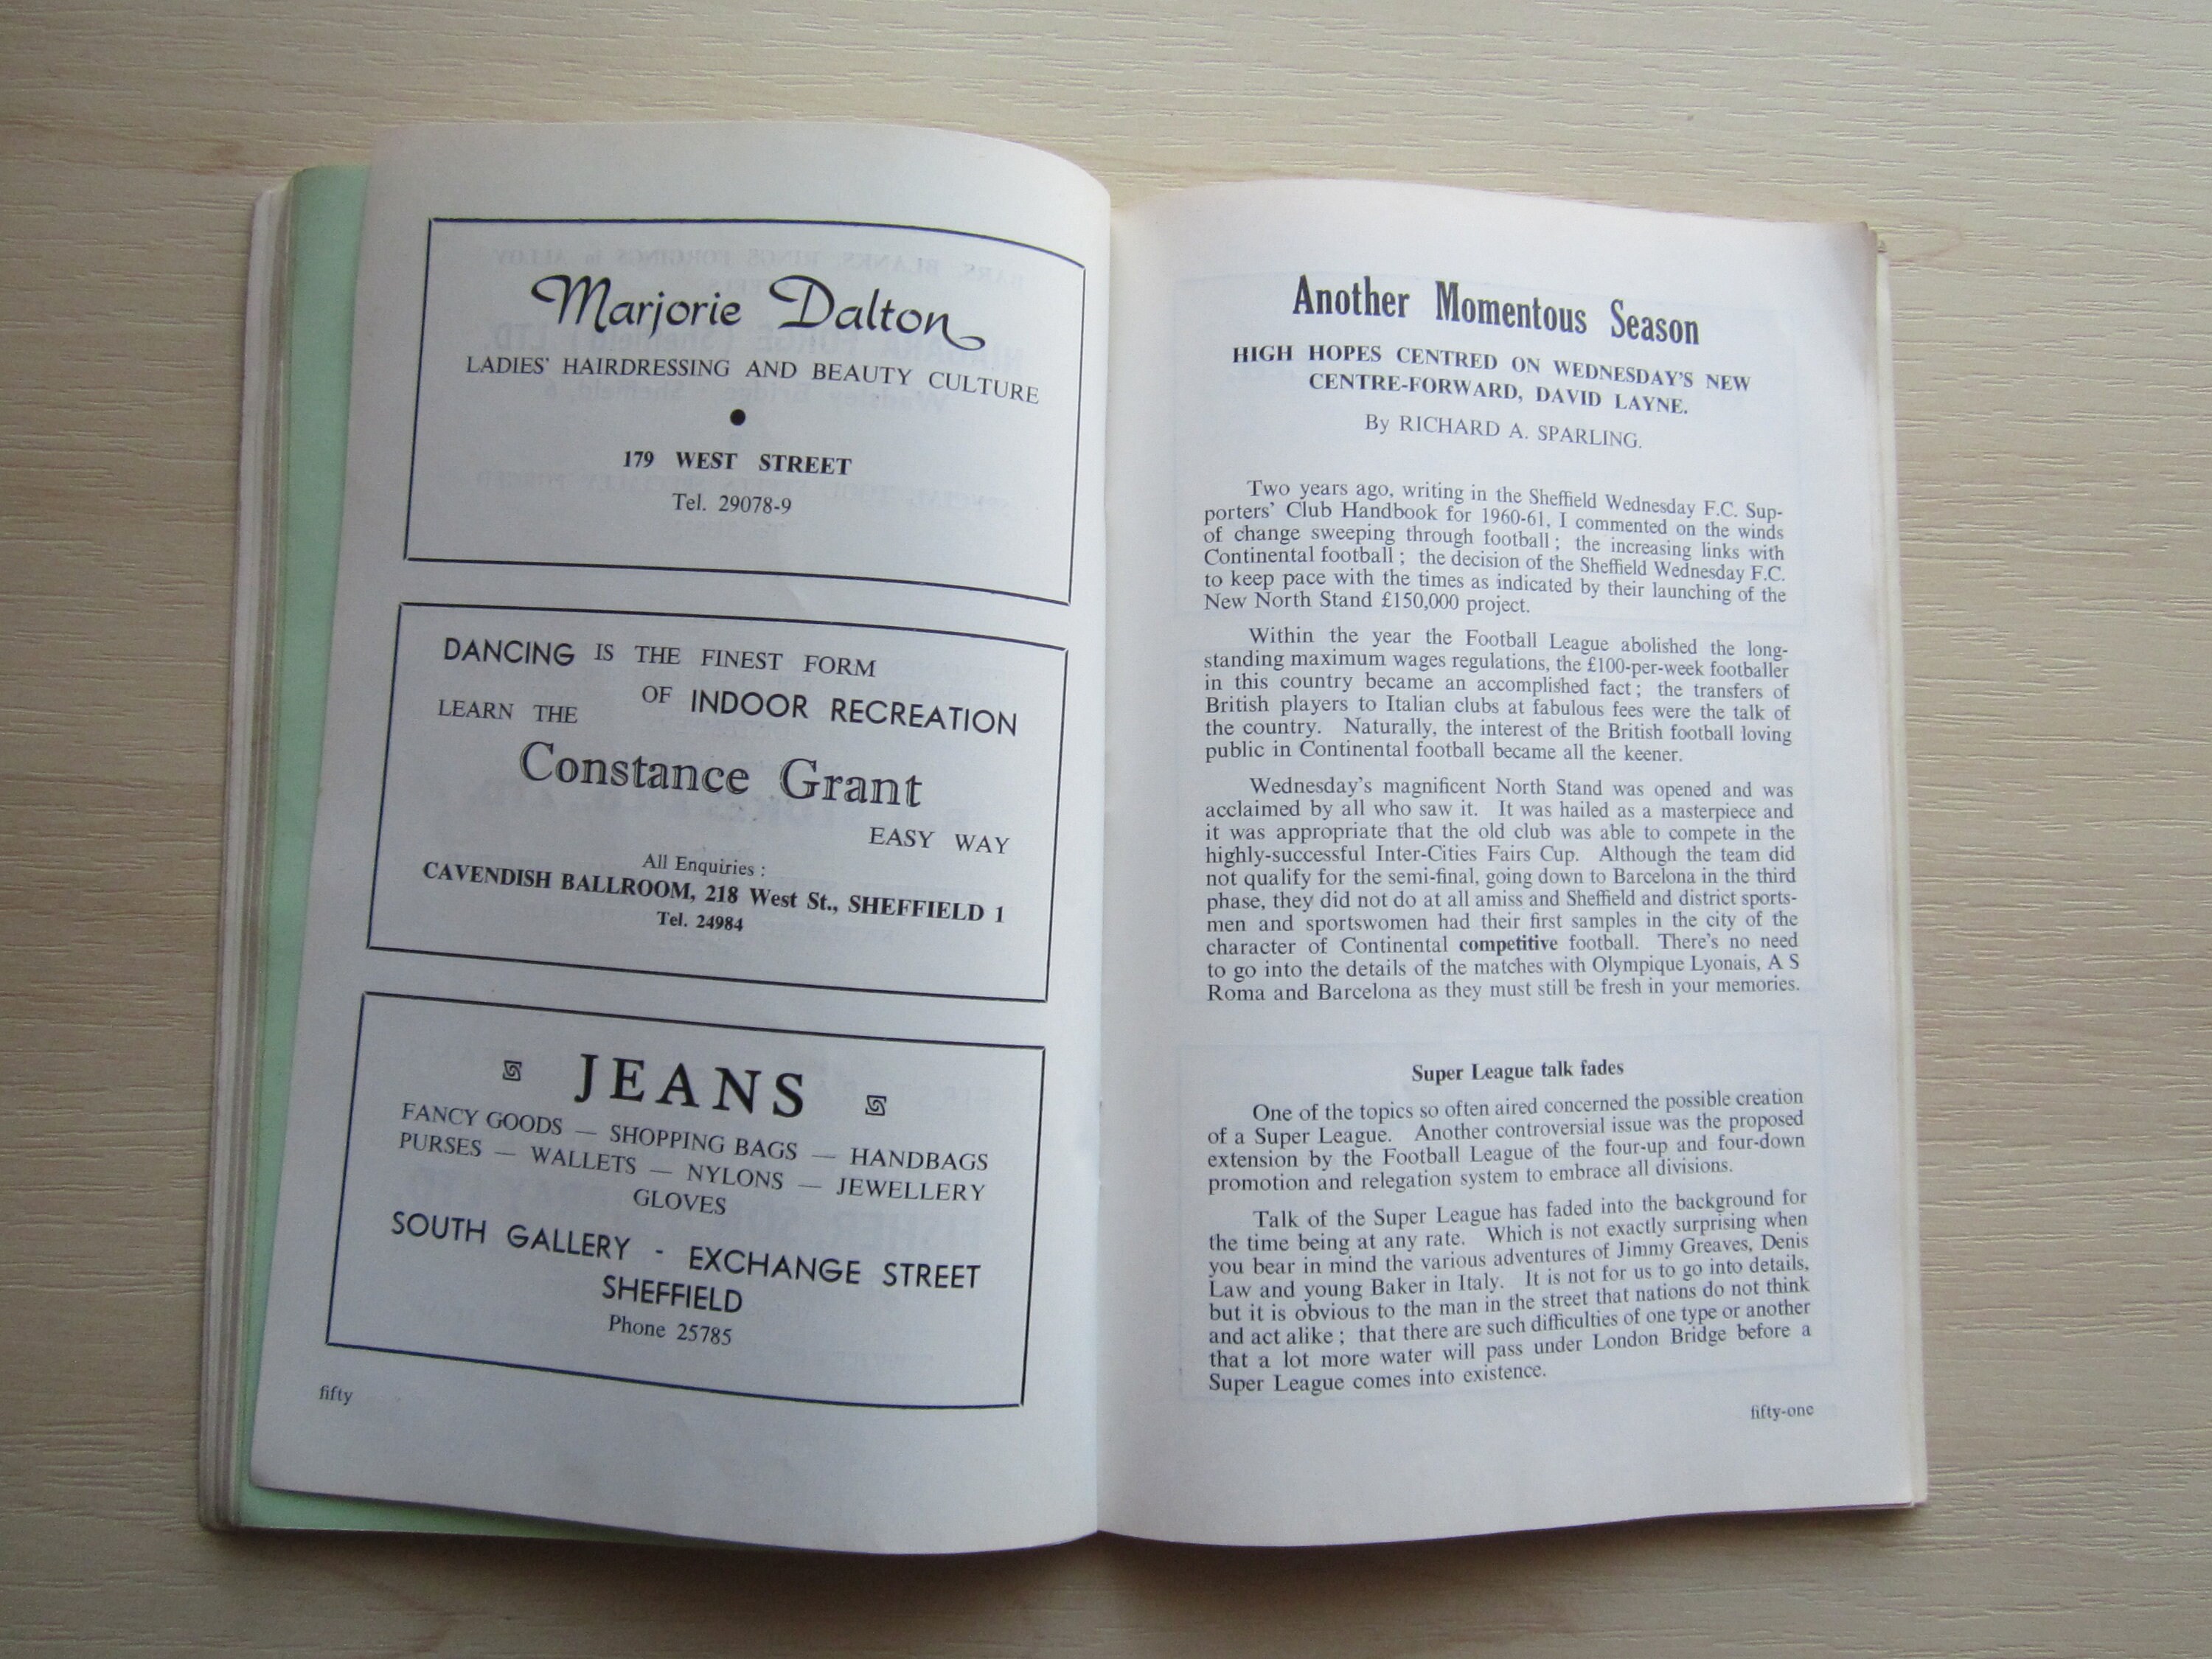 Marjorie Dalton
LADIES' HAIRDRESSING AND BEAUTY CULTURE
179 WEST STREET
Tel. 29078-9
DANCING IS THE FINEST FORM
OF INDOOR RECREATION
LEARN THE
Constance Grant
EASY WAY
All Enquiries :
CAVENDISH BALLROOM, 218 West St., SHEFFIELD 1
Tel. 24984
JEANS
FANCY GOODS — SHOPPING BAGS — HANDBAGS
PURSES — WALLETS — NYLONS — JEWELLERY
GLOVES
SOUTH GALLERY - EXCHANGE STREET
SHEFFIELD
Phone 25785
fifty
Another Momentous Season
HIGH HOPES CENTRED ON WEDNESDAY'S NEW
CENTRE-FORWARD, DAVID LAYNE.
By RICHARD A. SPARLING.
Two years ago, writing in the Sheffield Wednesday F.C. Sup-
porters' Club Handbook for 1960-61, I commented on the winds
of change sweeping through football ; the increasing links with
Continental football ; the decision of the Sheffield Wednesday F.C.
to keep pace with the times as indicated by their launching of the
New North Stand £150,000 project.
Within the year the Football League abolished the long-
standing maximum wages regulations, the £100-per-week footballer
in this country became an accomplished fact ; the transfers of
British players to Italian clubs at fabulous fees were the talk of
the country. Naturally, the interest of the British football loving
public in Continental football became all the keener.
Wednesday's magnificent North Stand was opened and was
acclaimed by all who saw it. It was hailed as a masterpiece and
it was appropriate that the old club was able to compete in the
highly-successful Inter-Cities Fairs Cup. Although the team did
not qualify for the semi-final, going down to Barcelona in the third
phase, they did not do at all amiss and Sheffield and district sports-
men and sportswomen had their first samples in the city of the
character of Continental competitive football. There's no need
to go into the details of the matches with Olympique Lyonais, A S
Roma and Barcelona as they must still be fresh in your memories.
Super League talk fades
One of the topics so often aired concerned the possible creation
of a Super League. Another controversial issue was the proposed
extension by the Football League of the four-up and four-down
promotion and relegation system to embrace all divisions.
Talk of the Super League has faded into the background for
the time being at any rate. Which is not exactly surprising when
you bear in mind the various adventures of Jimmy Greaves, Denis
Law and young Baker in Italy. It is not for us to go into details,
but it is obvious to the man in the street that nations do not think
and act alike ; that there are such difficulties of one type or another
that a lot more water will pass under London Bridge before a
Super League comes into existence.
fifty-one